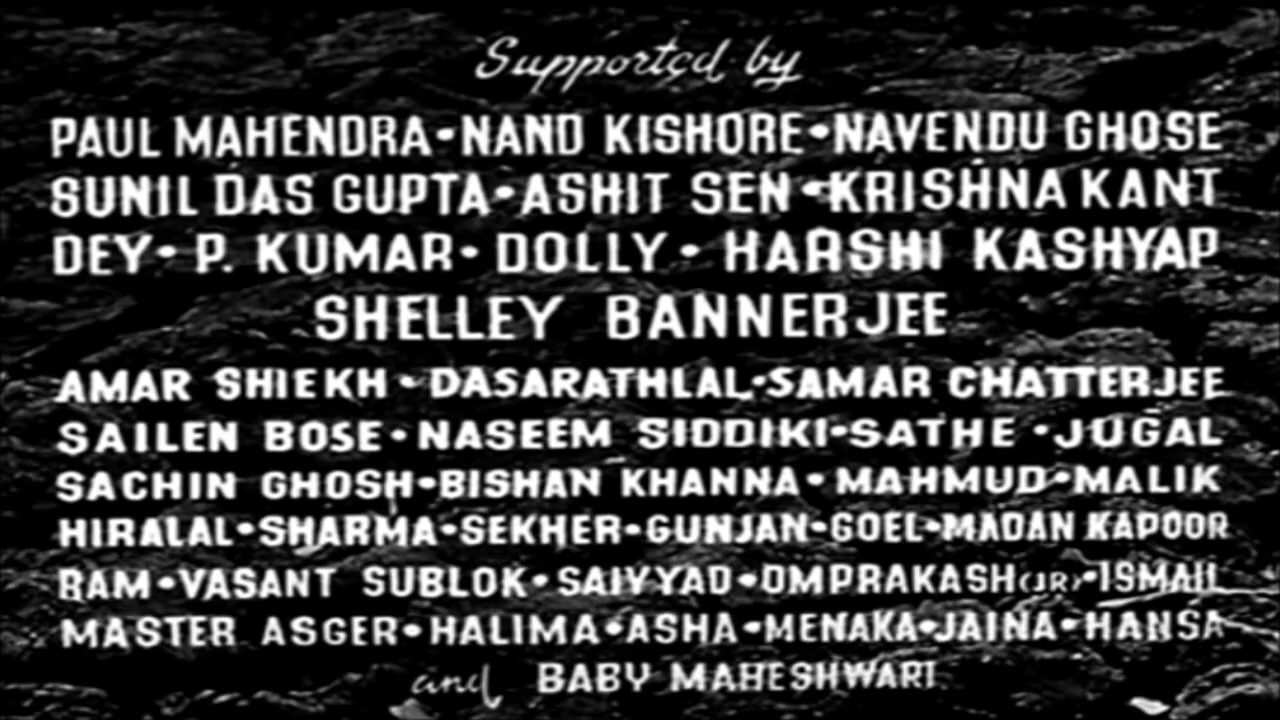 Supported by
PAUL MAHENDRA•NAND KISHORE•NAVENDU GHOSE
SUNIL DAS GUPTA•ASHIT SEN•KRISHNA KANT
DEY•P. KUMAR•DOLLY•HARSHI KASHYAP
SHELLEY BANNERJEE
AMAR SHIEKH•DASARATHLAL•SAMAR CHATTERJEE
SAILEN BOSE•NASEEM SIDDIKI•SATHE•JUGAL
SACHIN GHOSH•BISHAN KHANNA•MAHMUD•MALIK
HIRALAL•SHARMA•SEKHER•GUNJAN•GOEL•MADAN KAPOOR
RAM•VASANT SUBLOK•SAIYYAD•OMPRAKASH(JR)•ISMAIL
MASTER ASGER•HALIMA•ASHA•MENAKA•JAINA•HANSA
and BABY MAHESHWARI